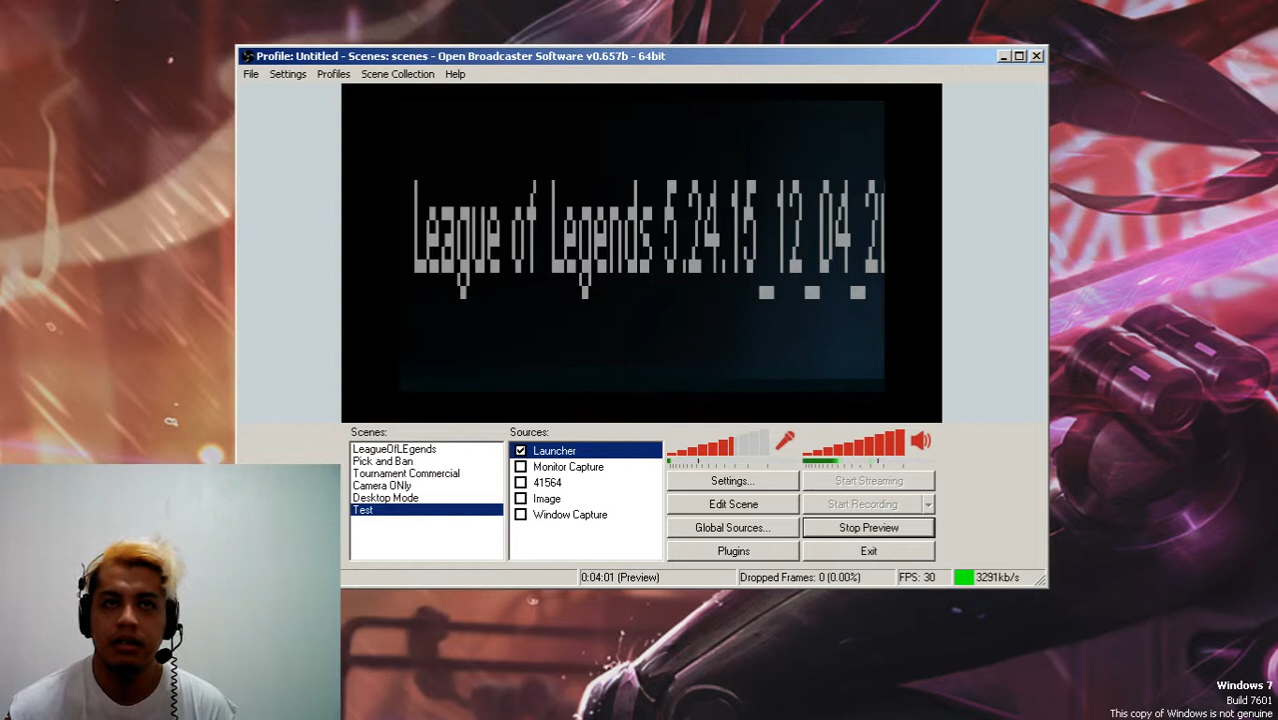 Profile: Untitled - Scenes: scenes - Open Broadcaster Software v0.657b - 64bit
File Settings Profiles Scene Collection Help
League of Legends 5.24.15_12_04_2
Scenes:
LeagueOfLEgends
Pick and Ban
Tournament Commercial
Camera ONly
Desktop Mode
Test
Sources:
Launcher
Monitor Capture
41564
Image
Window Capture
Settings... Start Streaming
Edit Scene Start Recording
Global Sources... Stop Preview
Plugins Exit
0:04:01 (Preview) Dropped Frames: 0 (0.00%) FPS: 30 3291kb/s
Windows 7
Build 7601
This copy of Windows is not genuine